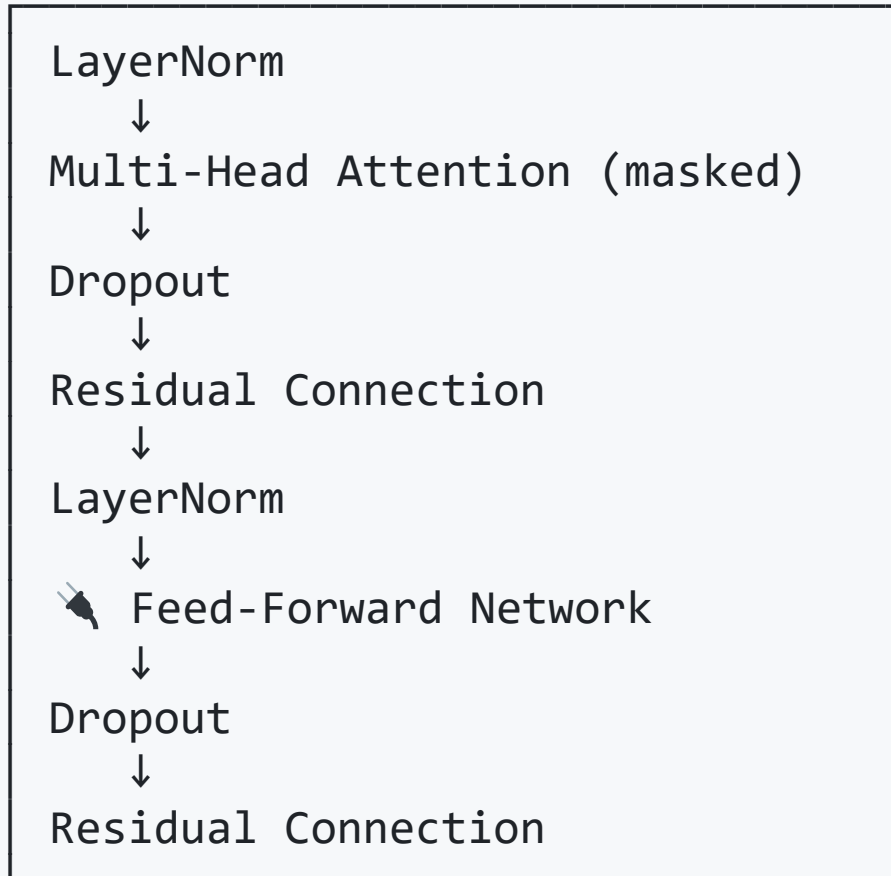 LayerNorm
↓
Multi-Head Attention (masked)
↓
Dropout
↓
Residual Connection
↓
LayerNorm
↓
🔌 Feed-Forward Network
↓
Dropout
↓
Residual Connection